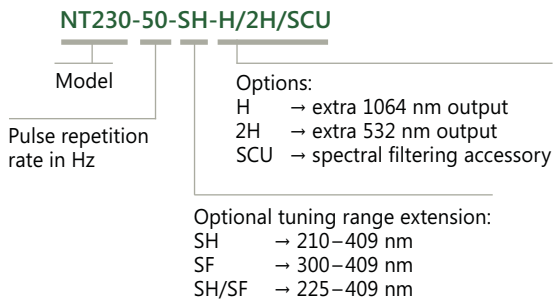 NT230-50-SH-H/2H/SCU
Model
Pulse repetition
rate in Hz
Options:
H → extra 1064 nm output
2H → extra 532 nm output
SCU → spectral filtering accessory
Optional tuning range extension:
SH → 210–409 nm
SF → 300–409 nm
SH/SF → 225–409 nm